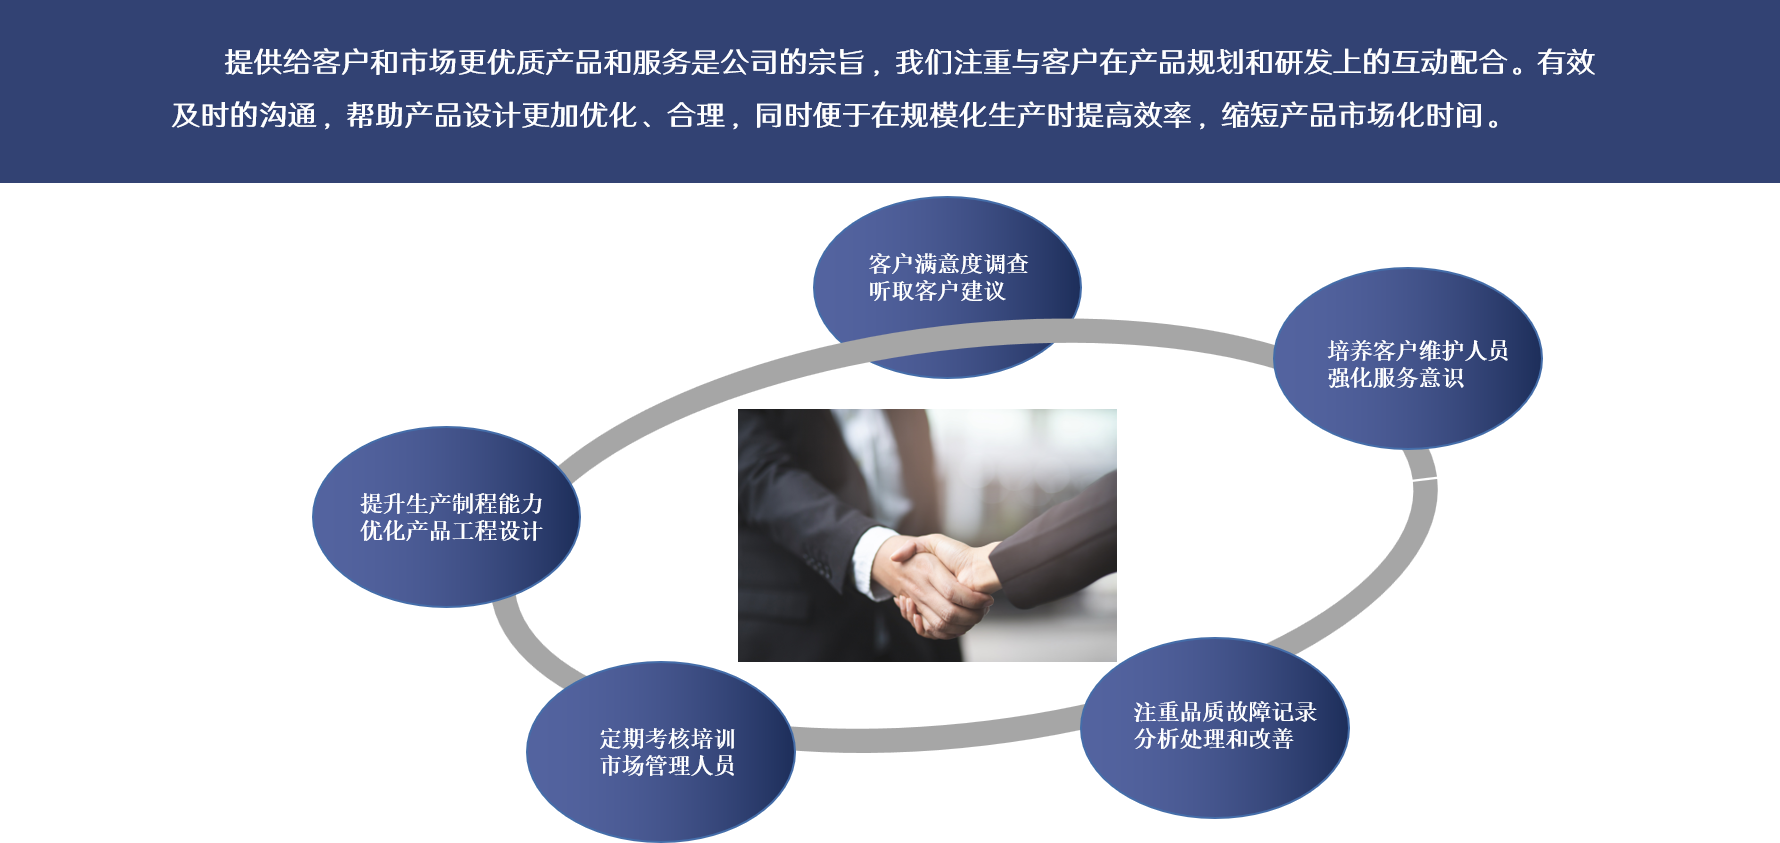 提供给客户和市场更优质产品和服务是公司的宗旨，我们注重与客户在产品规划和研发上的互动配合。有效
及时的沟通，帮助产品设计更加优化、合理，同时便于在规模化生产时提高效率，缩短产品市场化时间。
客户满意度调查
听取客户建议
培养客户维护人员
强化服务意识
提升生产制程能力
优化产品工程设计
注重品质故障记录
分析处理和改善
定期考核培训
市场管理人员